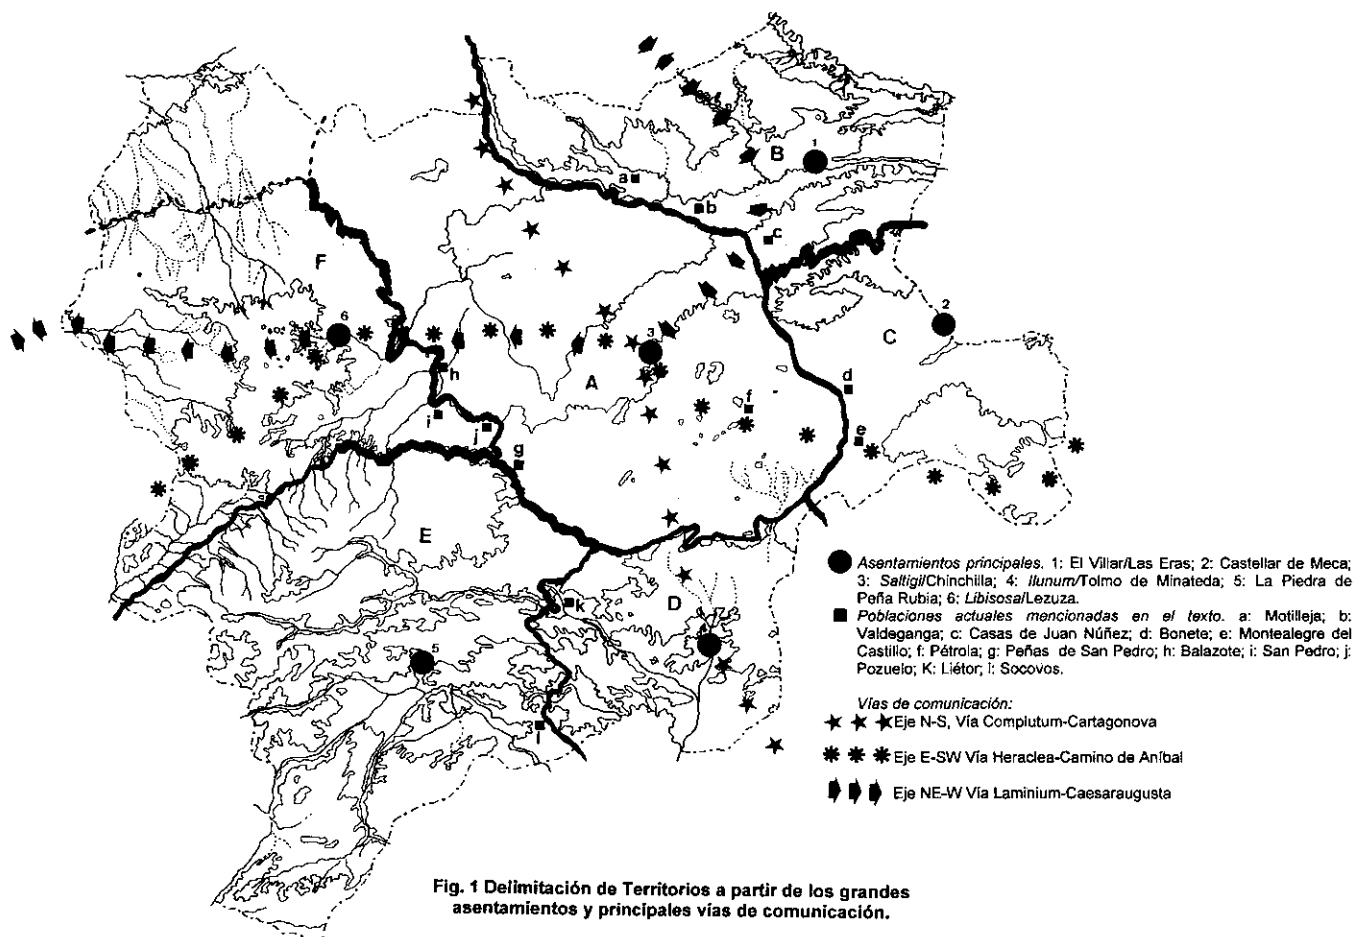 B
1
a
b
c
F
2
6
3
C
A
h
d
f
i
j
e
g
E
D
k
5
l
Asentamientos principales. 1: El Villar/Las Eras; 2: Castellar de Meca;
3: Saltigi/Chinchilla; 4: Ilunum/Tolmo de Minateda; 5: La Piedra de
Peña Rubia; 6: Libisosa/Lezuza.
Poblaciones actuales mencionadas en el texto. a: Motilleja; b:
Valdeganga; c: Casas de Juan Núñez; d: Bonete; e: Montealegre del
Castillo; f: Pétrola; g: Peñas de San Pedro; h: Balazote; i: San Pedro; j:
Pozuelo; K: Liétor; l: Socovos.
Vías de comunicación:
Eje N-S, Vía Complutum-Cartagonova
Eje E-SW Vía Heraclea-Camino de Aníbal
Eje NE-W Vía Laminium-Caesaraugusta
Fig. 1 Delimitación de Territorios a partir de los grandes
asentamientos y principales vías de comunicación.